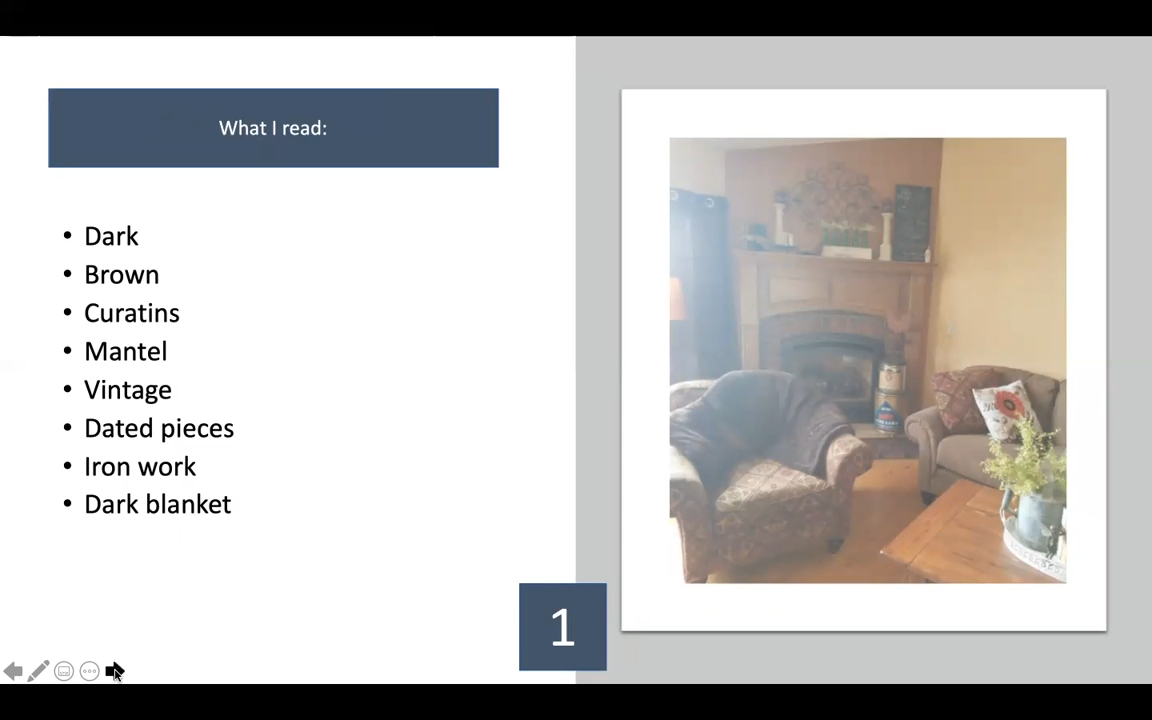 What I read:
• Dark
• Brown
• Curatins
• Mantel
• Vintage
• Dated pieces
• Iron work
• Dark blanket
1